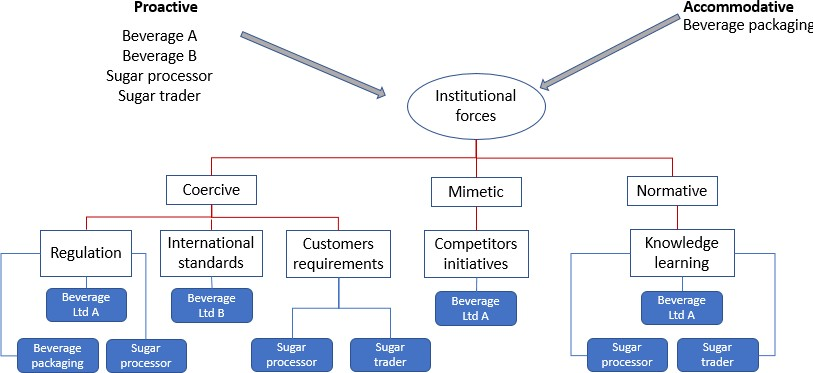 Proactive
Beverage A
Beverage B
Sugar processor
Sugar trader
Accommodative
Beverage packaging
Institutional
forces
Coercive
Mimetic
Normative
Regulation
International
standards
Customers
requirements
Competitors
initiatives
Knowledge
learning
Beverage
Ltd A
Beverage
Ltd B
Beverage
Ltd A
Beverage
Ltd A
Beverage
packaging
Sugar
processor
Sugar
processor
Sugar
trader
Sugar
processor
Sugar
trader